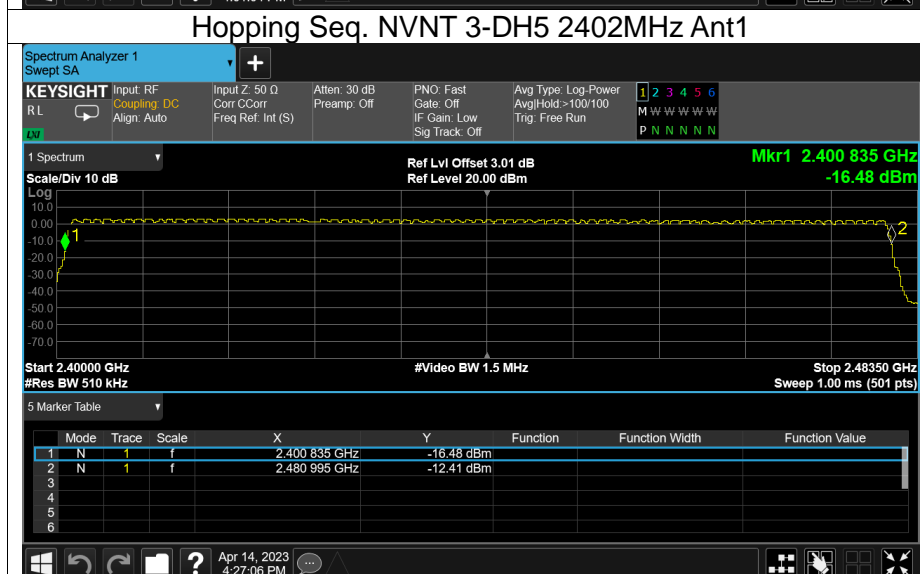 Hopping Seq. NVNT 3-DH5 2402MHz Ant1
Spectrum Analyzer 1
Swept SA
+
KEYSIGHT
RL
LXI
Input: RF
Coupling: DC
Align: Auto
Input Z: 50 Ω
Corr CCorr
Freq Ref: Int (S)
Atten: 30 dB
Preamp: Off
PNO: Fast
Gate: Off
IF Gain: Low
Sig Track: Off
Avg Type: Log-Power
Avg|Hold:>100/100
Trig: Free Run
1 2 3 4 5 6
M W W W W W
P N N N N N
1 Spectrum
Scale/Div 10 dB
Ref Lvl Offset 3.01 dB
Ref Level 20.00 dBm
Mkr1 2.400 835 GHz
-16.48 dBm
Log
10.0
0.00
-10.0
-20.0
-30.0
-40.0
-50.0
-60.0
-70.0
1
2
Start 2.40000 GHz
#Res BW 510 kHz
#Video BW 1.5 MHz
Stop 2.48350 GHz
Sweep 1.00 ms (501 pts)
5 Marker Table
Mode Trace Scale X Y Function Function Width Function Value
1 N 1 f 2.400 835 GHz -16.48 dBm
2 N 1 f 2.480 995 GHz -12.41 dBm
3
4
5
6
? Apr 14, 2023
4:27:06 PM